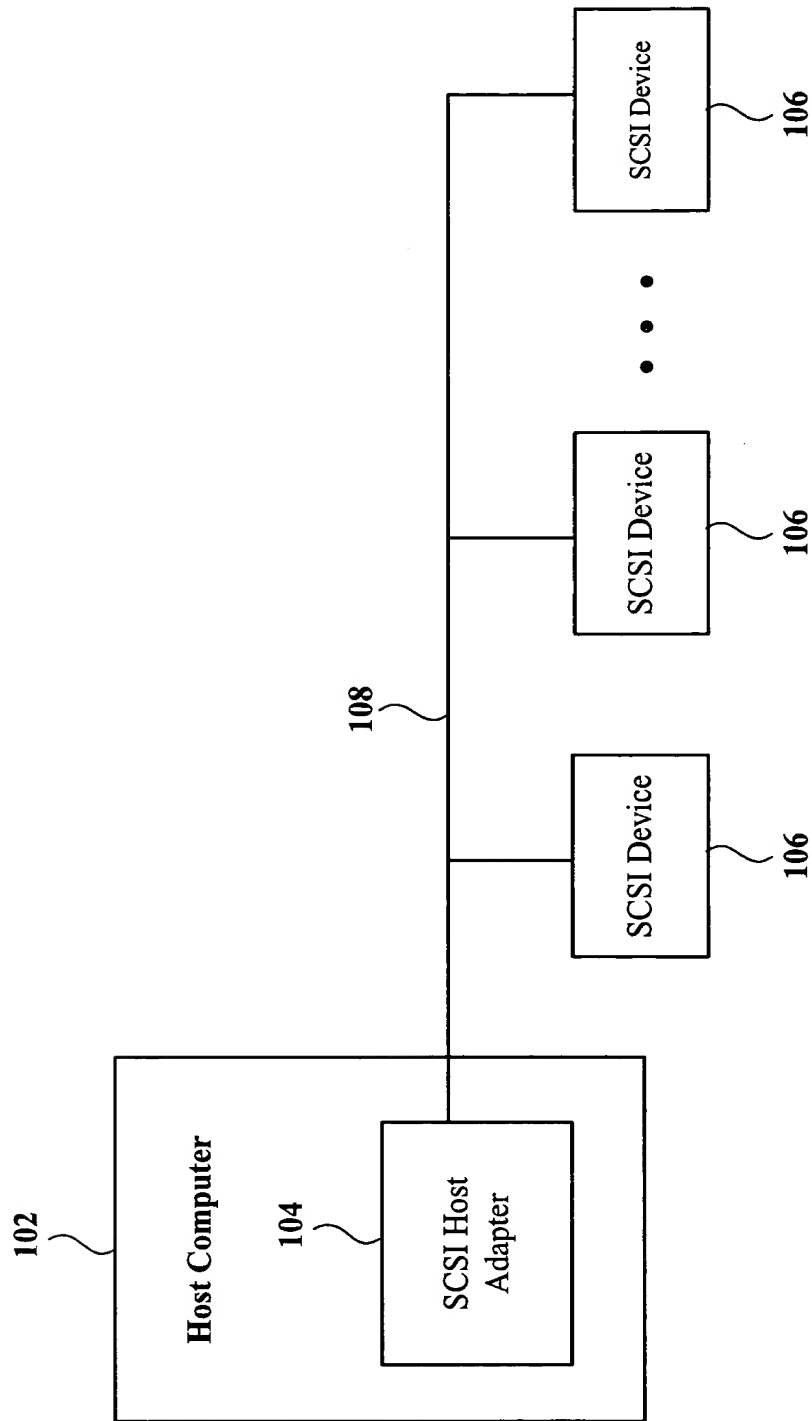 102
Host Computer
104
SCSI Host
Adapter
108
SCSI Device
106
SCSI Device
106
SCSI Device
106